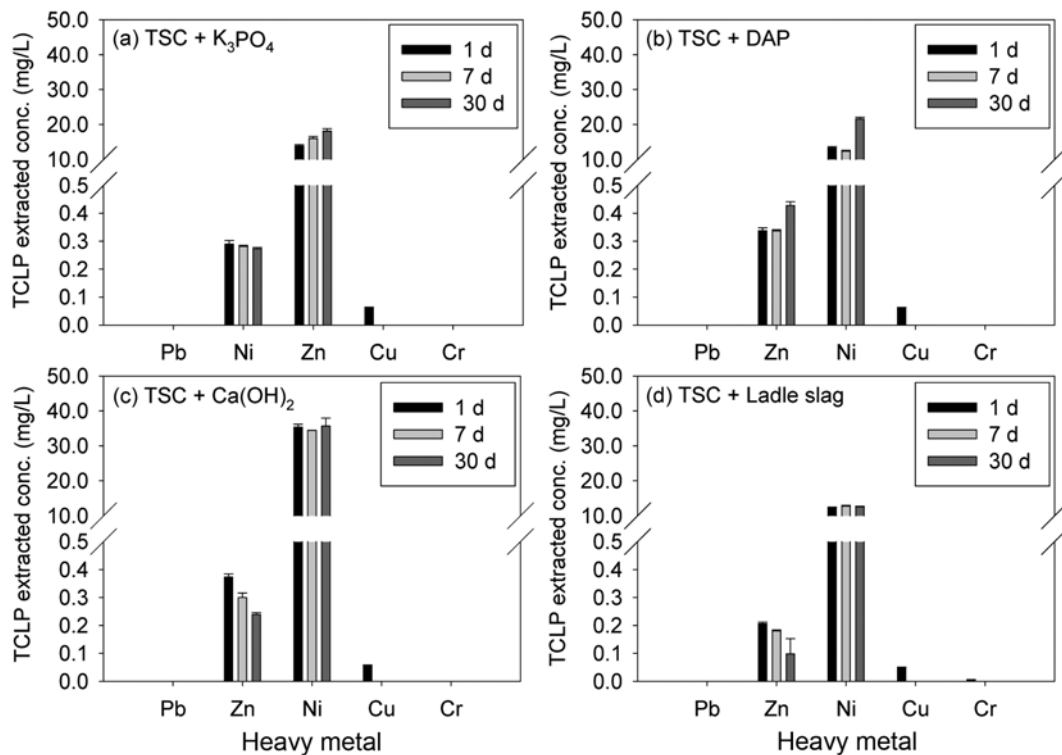 (a) TSC + K3PO4
1 d
7 d
30 d
TCLP extracted conc. (mg/L)
50.0
40.0
30.0
20.0
10.0
0.5
0.4
0.3
0.2
0.1
0.0
Pb Ni Zn Cu Cr
(b) TSC + DAP
1 d
7 d
30 d
TCLP extracted conc. (mg/L)
50.0
40.0
30.0
20.0
10.0
0.5
0.4
0.3
0.2
0.1
0.0
Pb Zn Ni Cu Cr
(c) TSC + Ca(OH)2
1 d
7 d
30 d
TCLP extracted conc. (mg/L)
50.0
40.0
30.0
20.0
10.0
0.5
0.4
0.3
0.2
0.1
0.0
Pb Zn Ni Cu Cr
Heavy metal
(d) TSC + Ladle slag
1 d
7 d
30 d
TCLP extracted conc. (mg/L)
50.0
40.0
30.0
20.0
10.0
0.5
0.4
0.3
0.2
0.1
0.0
Pb Zn Ni Cu Cr
Heavy metal